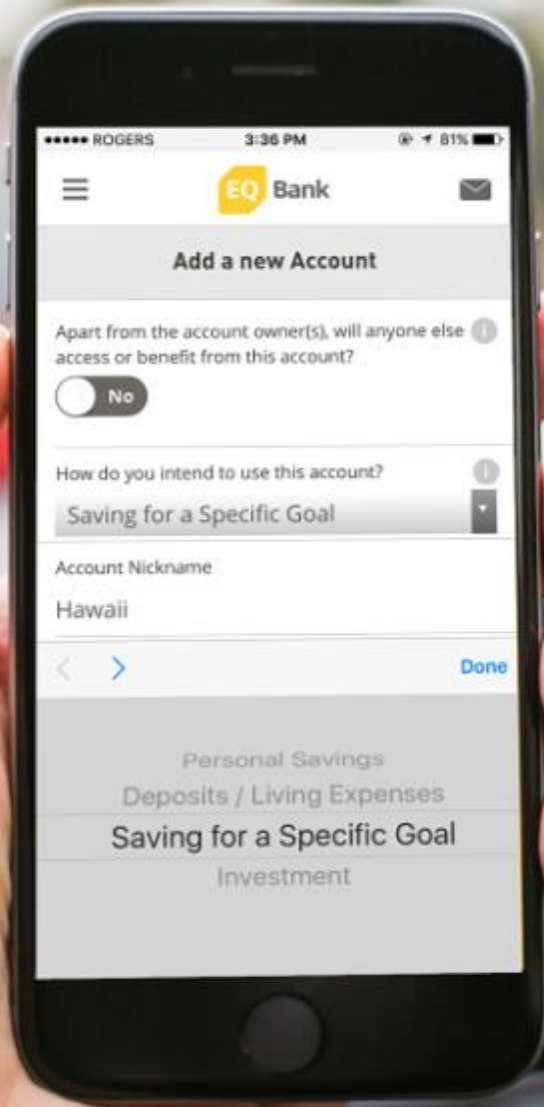 ROGERS 3:36 PM 81%
EQ Bank
Add a new Account
Apart from the account owner(s), will anyone else
access or benefit from this account?
No
How do you intend to use this account?
Saving for a Specific Goal
Account Nickname
Hawaii
Done
Personal Savings
Deposits / Living Expenses
Saving for a Specific Goal
Investment